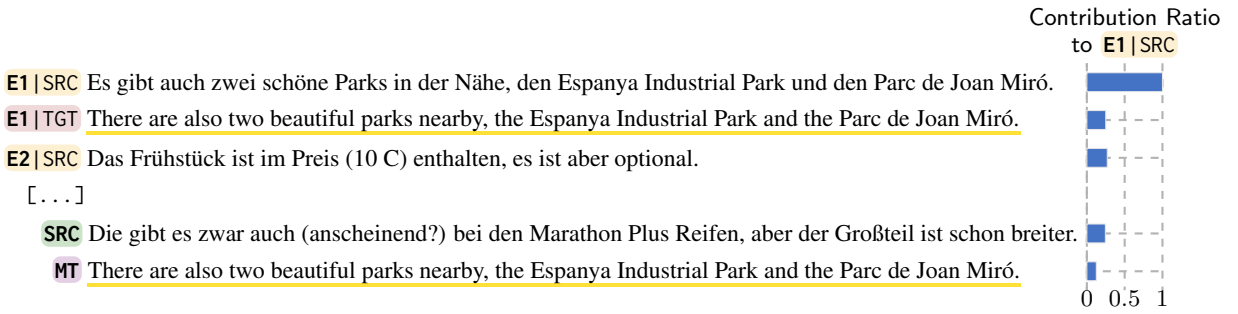 Contribution Ratio
to E1|SRC
E1|SRC Es gibt auch zwei schöne Parks in der Nähe, den Espanya Industrial Park und den Parc de Joan Miró.
E1|TGT There are also two beautiful parks nearby, the Espanya Industrial Park and the Parc de Joan Miró.
E2|SRC Das Frühstück ist im Preis (10 C) enthalten, es ist aber optional.
[...]
SRC Die gibt es zwar auch (anscheinend?) bei den Marathon Plus Reifen, aber der Großteil ist schon breiter.
MT There are also two beautiful parks nearby, the Espanya Industrial Park and the Parc de Joan Miró.
0 0.5 1